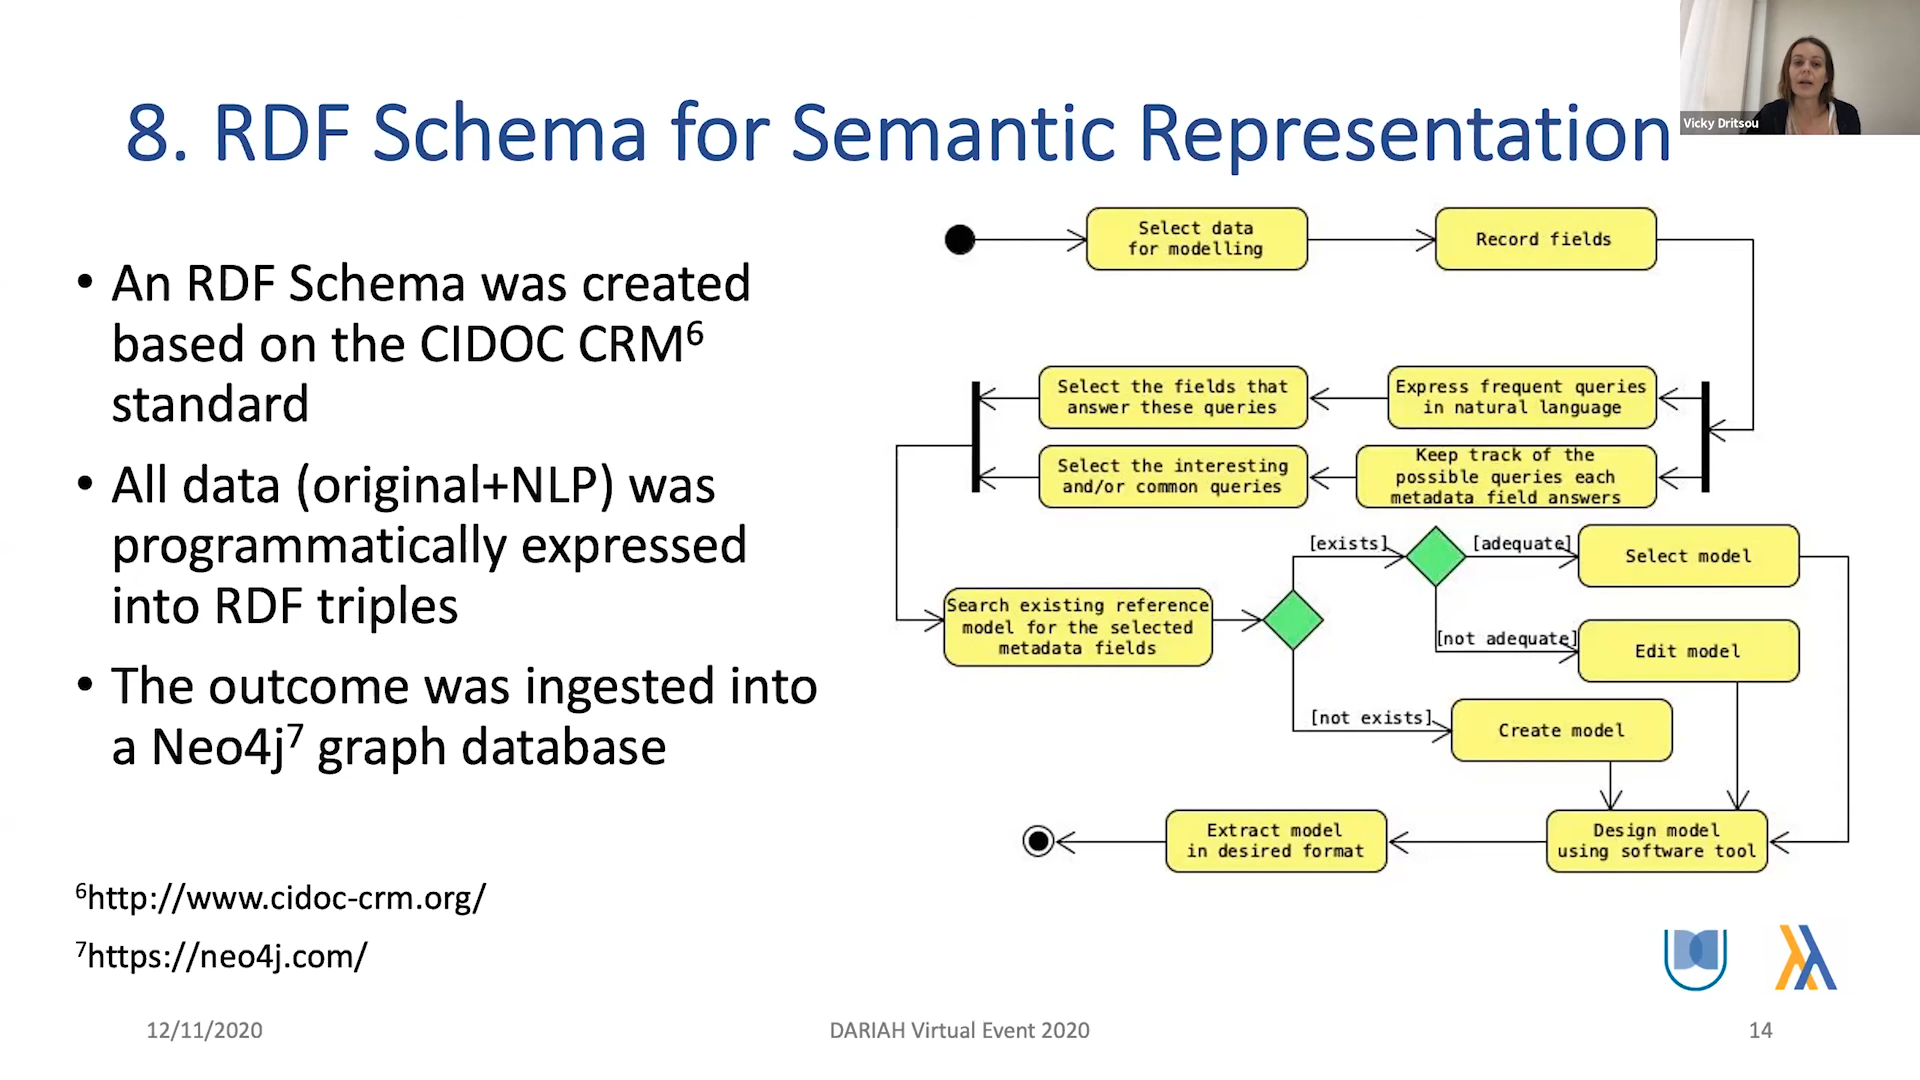 Vicky Dritsou
8. RDF Schema for Semantic Representation
• An RDF Schema was created
based on the CIDOC CRM⁶
standard
• All data (original+NLP) was
programmatically expressed
into RDF triples
• The outcome was ingested into
a Neo4j⁷ graph database
⁶http://www.cidoc-crm.org/
⁷https://neo4j.com/
Select data
for modelling
Record fields
Select the fields that
answer these queries
Express frequent queries
in natural language
Select the interesting
and/or common queries
Keep track of the
possible queries each
metadata field answers
[exists]
[adequate]
Select model
Search existing reference
model for the selected
metadata fields
[not adequate]
Edit model
[not exists]
Create model
Extract model
in desired format
Design model
using software tool
12/11/2020
DARIAH Virtual Event 2020
14